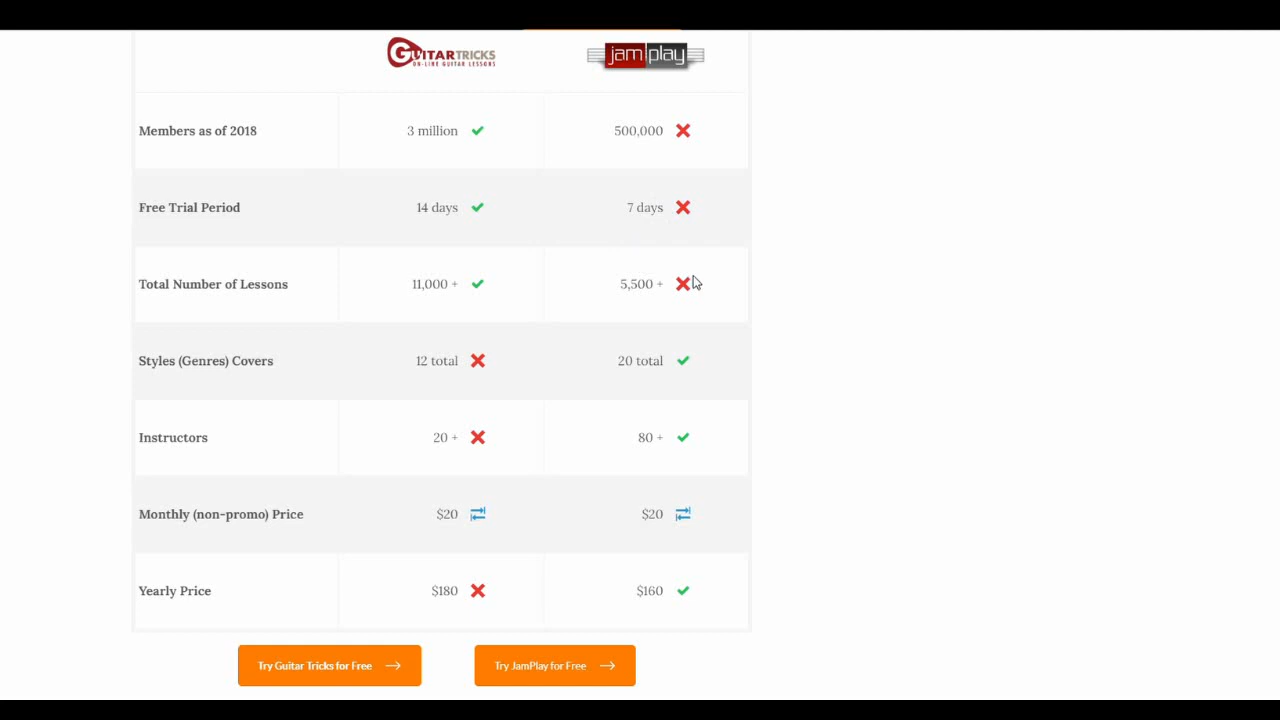 GUITARTRICKS jam play
ON-LINE GUITAR LESSONS
Members as of 2018 3 million 500,000
Free Trial Period 14 days 7 days
Total Number of Lessons 11,000 + 5,500 +
Styles (Genres) Covers 12 total 20 total
Instructors 20 + 80 +
Monthly (non-promo) Price $20 $20
Yearly Price $180 $160
Try Guitar Tricks for Free Try JamPlay for Free